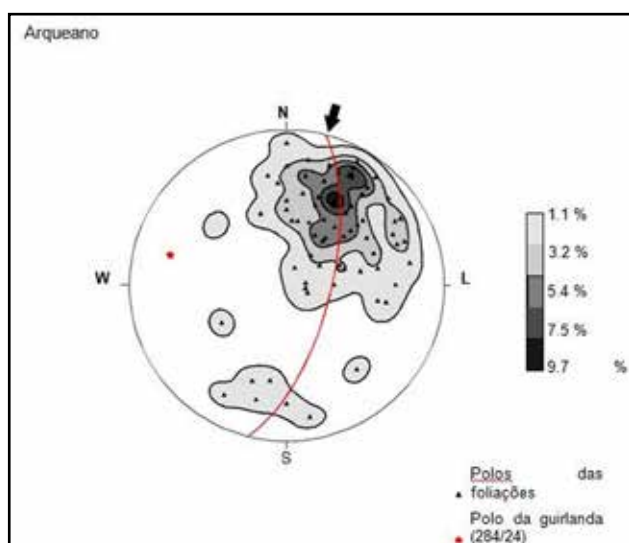 Arqueano
N
W
L
S
1.1 %
3.2 %
5.4 %
7.5 %
9.7 %
Polos das
foliações
Polo da guirlanda
(284/24)